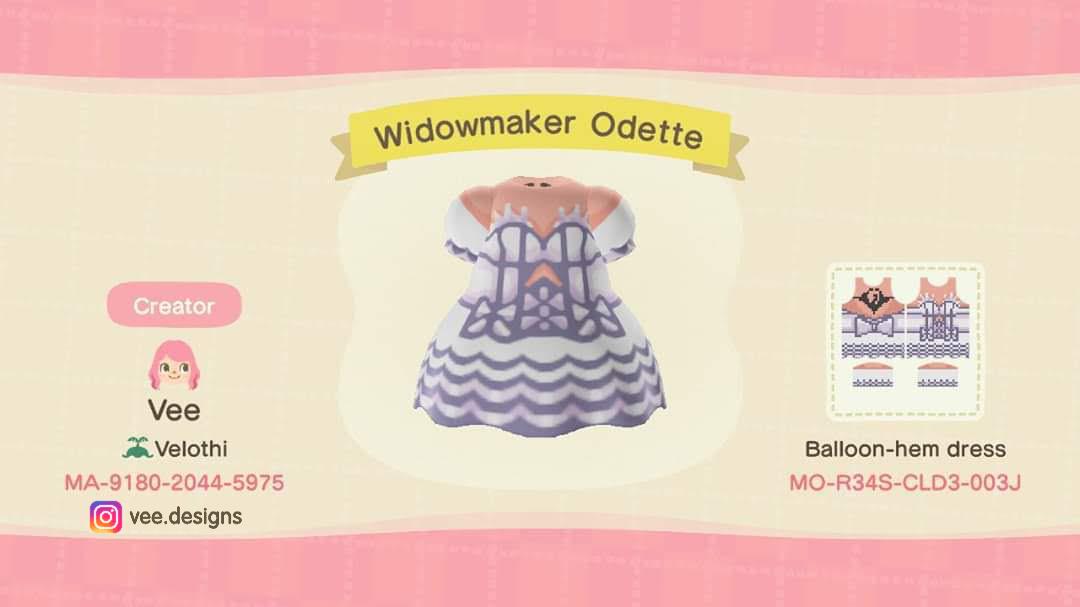 Widowmaker Odette
Creator
Vee
Velothi
MA-9180-2044-5975
vee.designs
Balloon-hem dress
MO-R34S-CLD3-003J